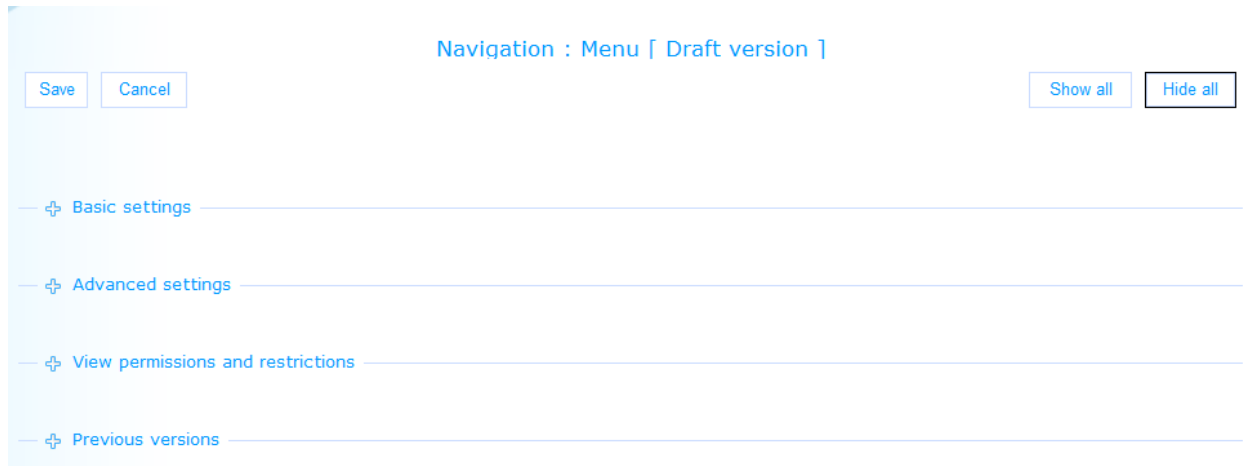 Navigation : Menu [ Draft version ]
Save Cancel Show all Hide all
Basic settings
Advanced settings
View permissions and restrictions
Previous versions